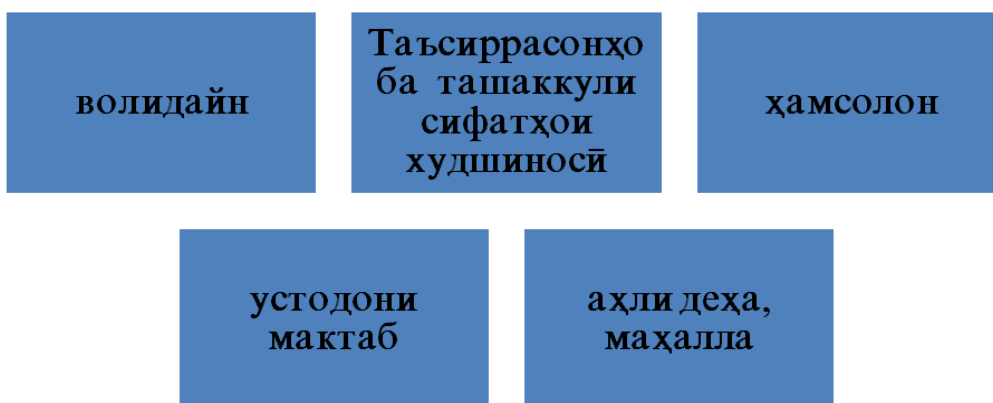 волидайн
Таъсиррасонҳо
ба ташаккули
сифатҳои
худшиносӣ
ҳамсолон
устодони
мактаб
аҳли деҳа,
маҳалла